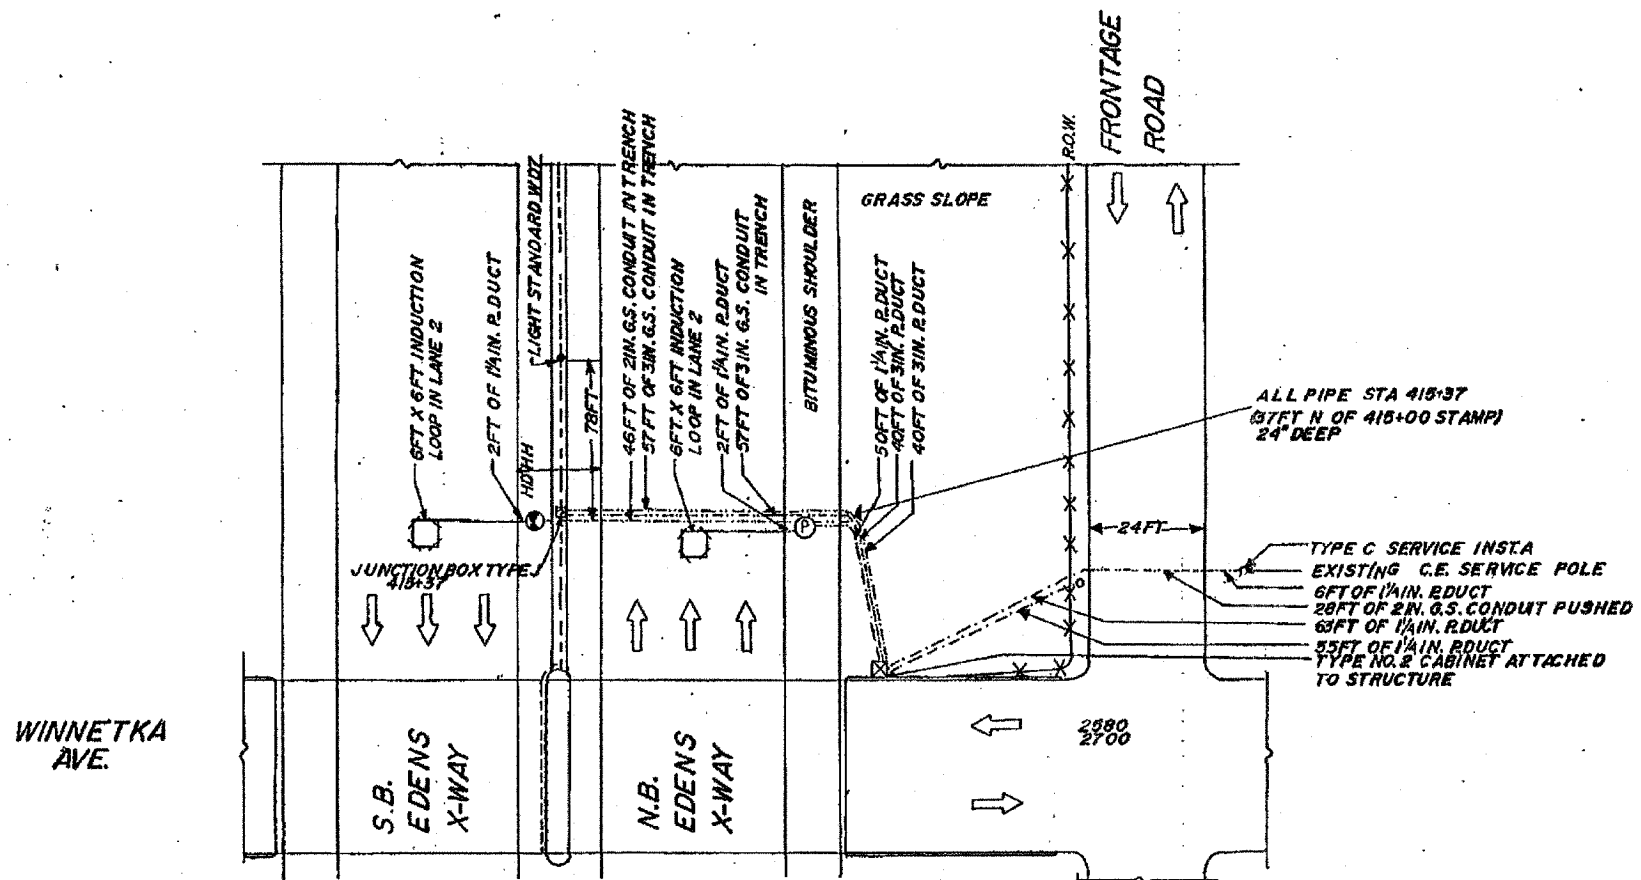 FRONTAGE
ROAD
R.O.W.
GRASS SLOPE
BITUMINOUS SHOULDER
LIGHT STANDARD WDZ
6FT X 6FT INDUCTION
LOOP IN LANE 2
2FT OF 1¼IN. P.DUCT
HDHH
78FT
46FT OF 2IN. G.S. CONDUIT IN TRENCH
57FT OF 3IN. G.S. CONDUIT IN TRENCH
6FT. X 6FT INDUCTION
LOOP IN LANE 2
2FT OF 1¼IN. P.DUCT
57FT OF 3IN. G.S. CONDUIT
IN TRENCH
50FT OF 1¼IN. P.DUCT
40FT OF 3IN. P.DUCT
40FT OF 3IN. P.DUCT
ALL PIPE STA 415+37
(37FT N OF 415+00 STAMP)
24" DEEP
P
24FT
JUNCTION BOX TYPE J
415+37
TYPE C SERVICE INST.A
EXISTING C.E. SERVICE POLE
6FT OF 1¼IN. P.DUCT
28FT OF 2IN. G.S. CONDUIT PUSHED
63FT OF 1¼IN. P.DUCT
55FT OF 1¼IN. P.DUCT
TYPE NO.2 CABINET ATTACHED
TO STRUCTURE
WINNETKA
AVE.
S.B.
EDENS
X-WAY
N.B.
EDENS
X-WAY
2680
2700